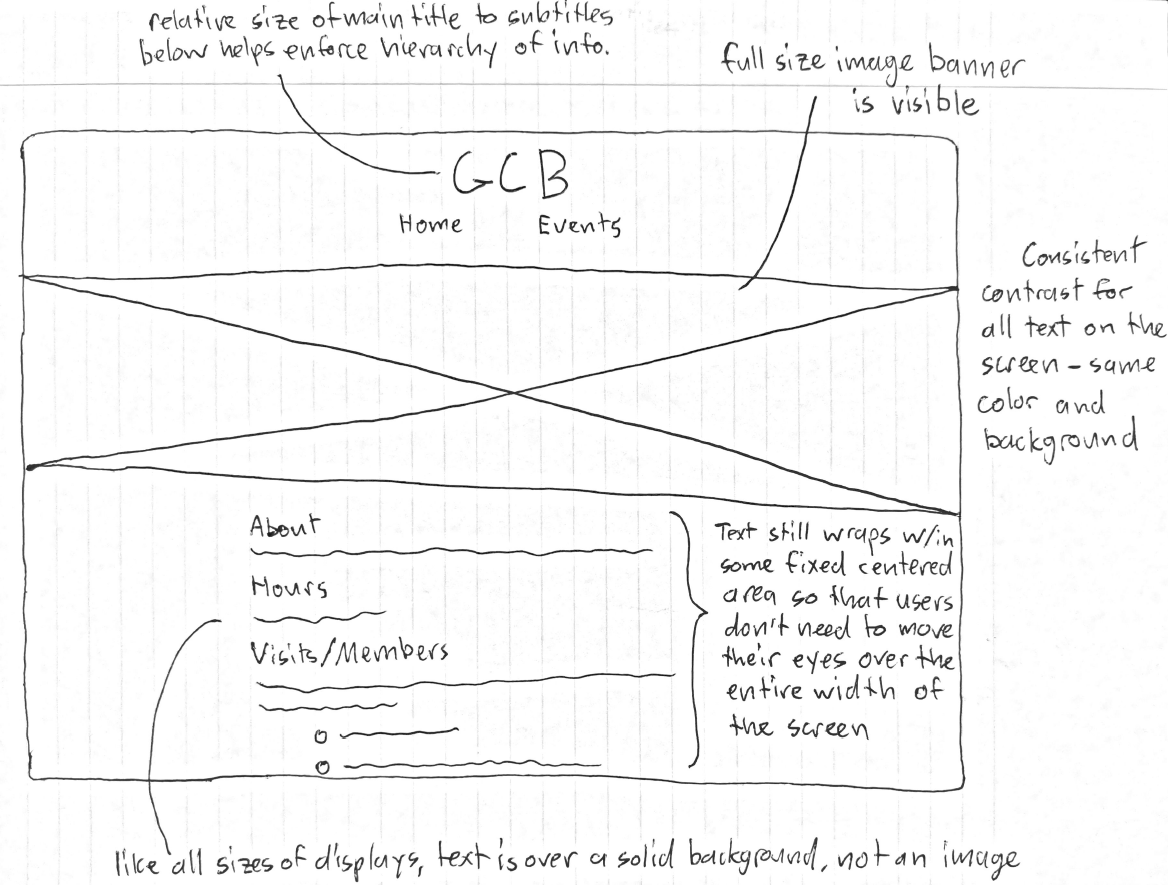 relative size of main title to subtitles
below helps enforce hierarchy of info.
full size image banner
is visible
GCB
Home Events
Consistent
contrast for
all text on the
screen - same
color and
background
About
Hours
Visits/Members
Text still wraps w/in
some fixed centered
area so that users
don't need to move
their eyes over the
entire width of
the screen
like all sizes of displays, text is over a solid background, not an image